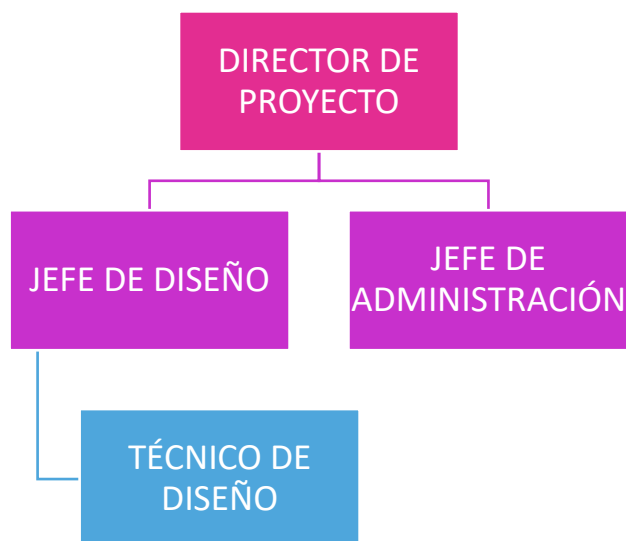 DIRECTOR DE
PROYECTO
JEFE DE DISEÑO
JEFE DE
ADMINISTRACIÓN
TÉCNICO DE
DISEÑO